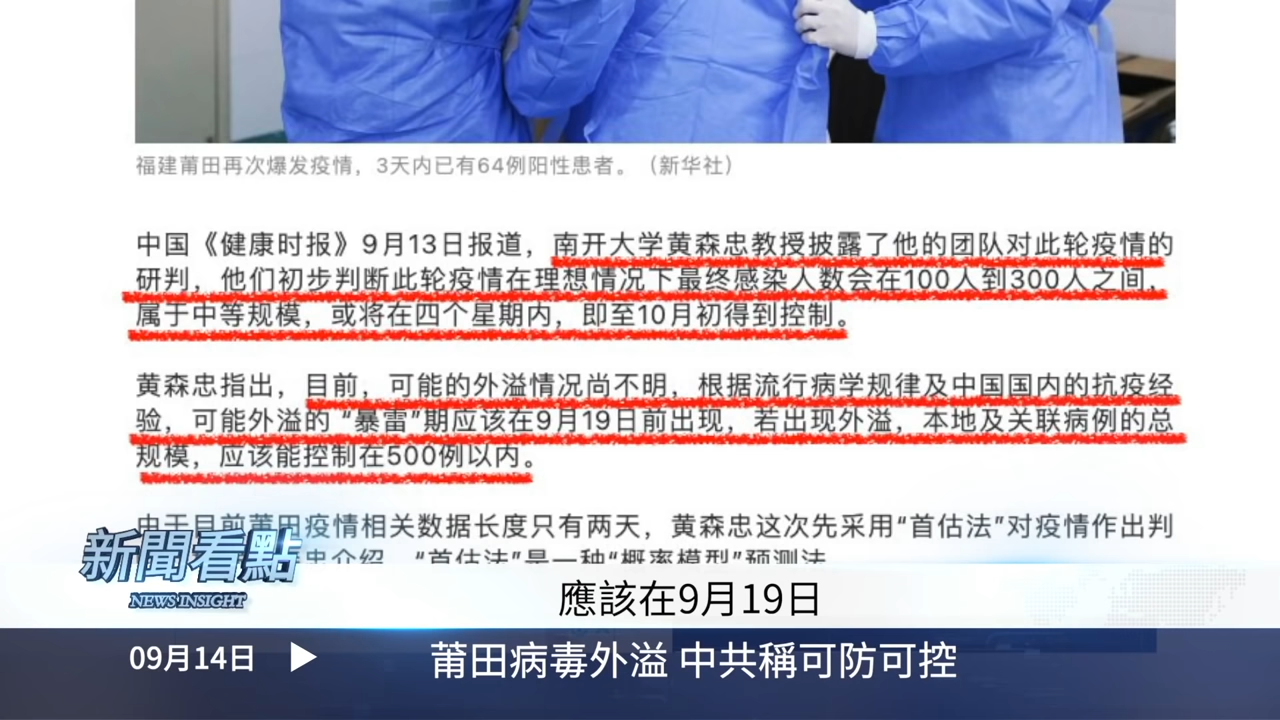 福建莆田再次爆发疫情，3天内已有64例阳性患者。（新华社）
中国《健康时报》9月13日报道，南开大学黄森忠教授披露了他的团队对此轮疫情的
研判，他们初步判断此轮疫情在理想情况下最终感染人数会在100人到300人之间，
属于中等规模，或将在四个星期内，即至10月初得到控制。
黄森忠指出，目前，可能的外溢情况尚不明，根据流行病学规律及中国国内的抗疫经
验，可能外溢的“暴雷”期应该在9月19日前出现，若出现外溢，本地及关联病例的总
规模，应该能控制在500例以内。
由于目前莆田疫情相关数据长度只有两天，黄森忠这次先采用“首估法”对疫情作出判
忠介绍，“首估法”是一种“概率模型”预测法
新聞看點
NEWS INSIGHT
應該在9月19日
09月14日
莆田病毒外溢 中共稱可防可控